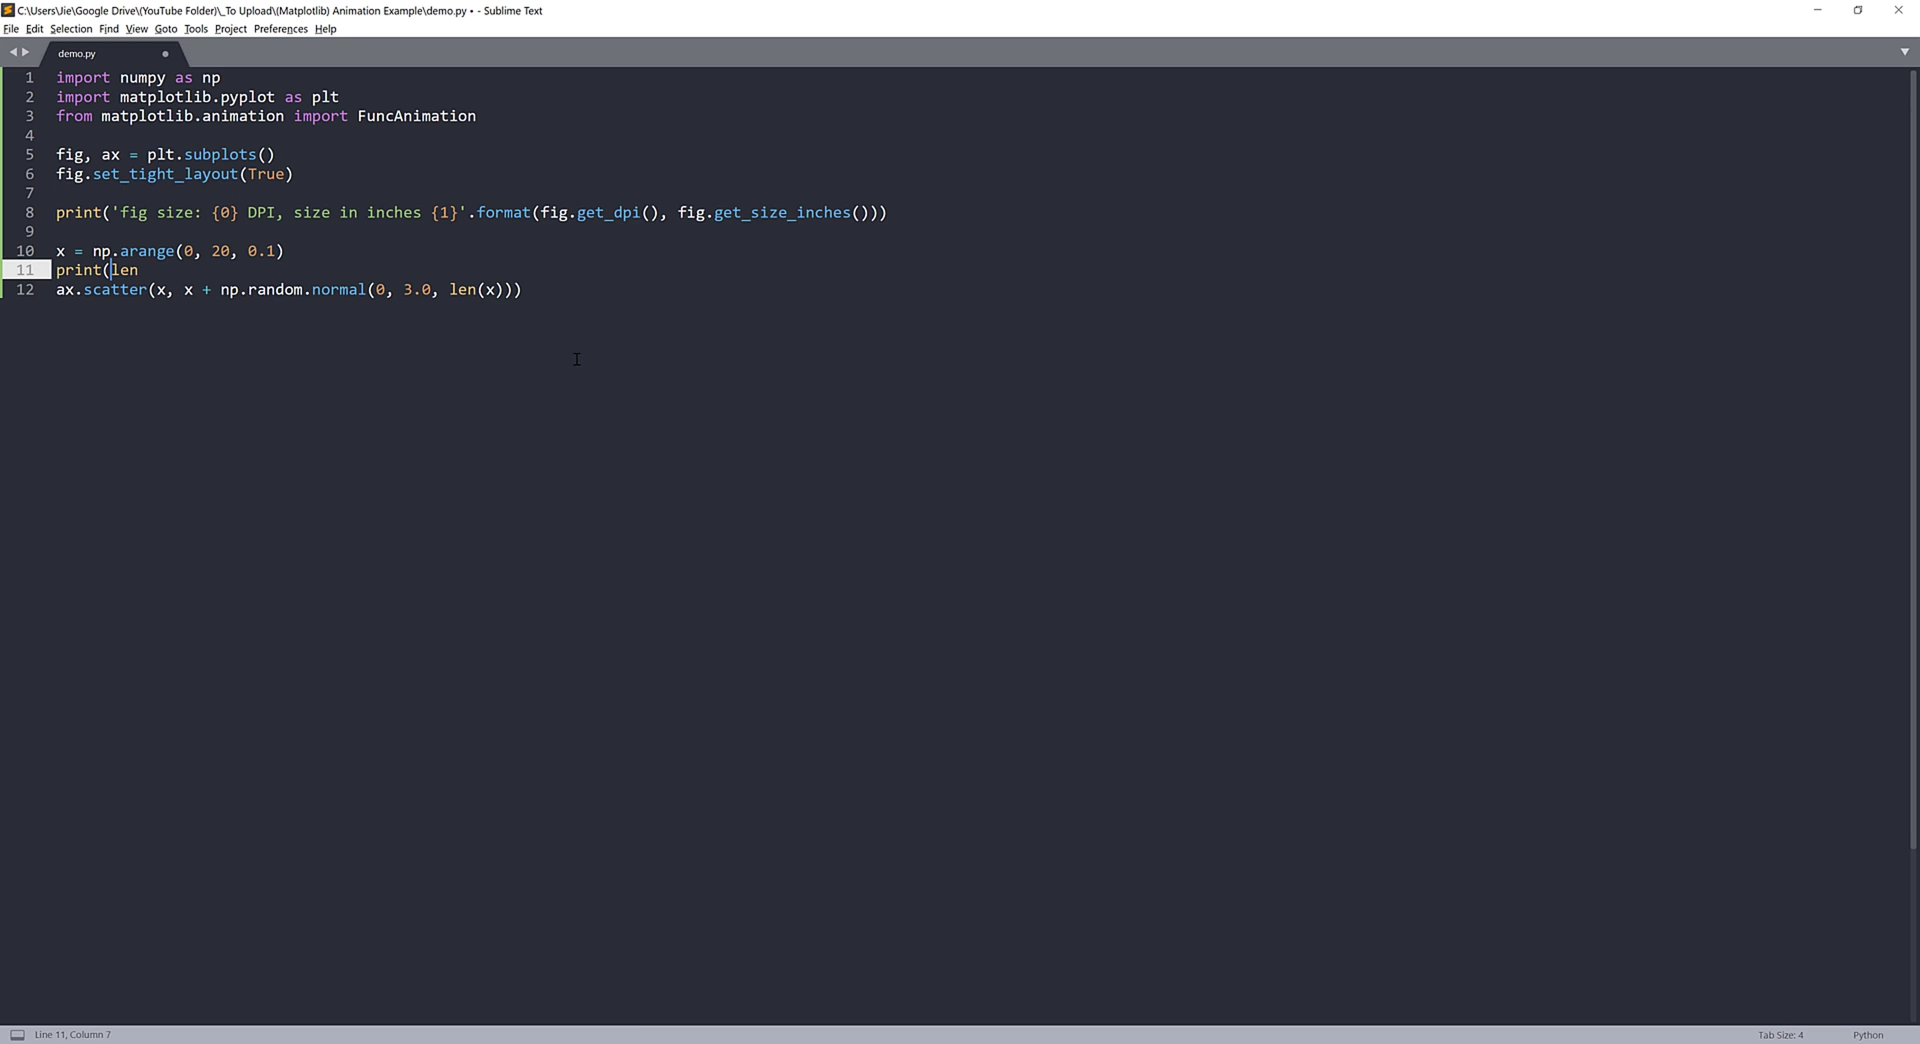 C:\Users\Jie\Google Drive\(YouTube Folder)\_To Upload\(Matplotlib) Animation Example\demo.py • - Sublime Text
File Edit Selection Find View Goto Tools Project Preferences Help
demo.py
1 import numpy as np
2 import matplotlib.pyplot as plt
3 from matplotlib.animation import FuncAnimation
4
5 fig, ax = plt.subplots()
6 fig.set_tight_layout(True)
7
8 print('fig size: {0} DPI, size in inches {1}'.format(fig.get_dpi(), fig.get_size_inches()))
9
10 x = np.arange(0, 20, 0.1)
11 print(len
12 ax.scatter(x, x + np.random.normal(0, 3.0, len(x)))
Line 11, Column 7 Tab Size: 4 Python